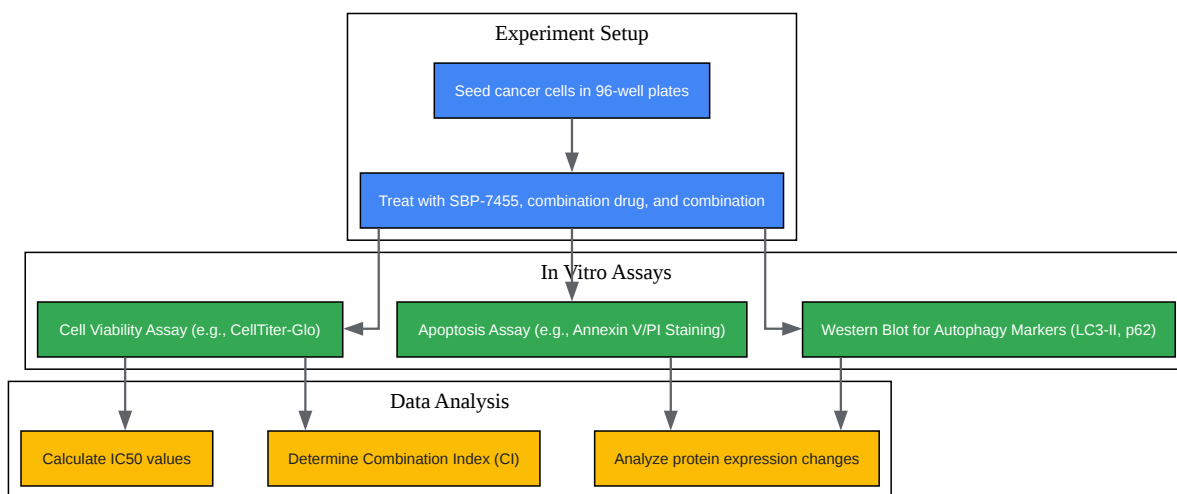 Experiment Setup
Seed cancer cells in 96-well plates
Treat with SBP-7455, combination drug, and combination
In Vitro Assays
Cell Viability Assay (e.g., CellTiter-Glo)
Apoptosis Assay (e.g., Annexin V/PI Staining)
Western Blot for Autophagy Markers (LC3-II, p62)
Data Analysis
Calculate IC50 values
Determine Combination Index (CI)
Analyze protein expression changes